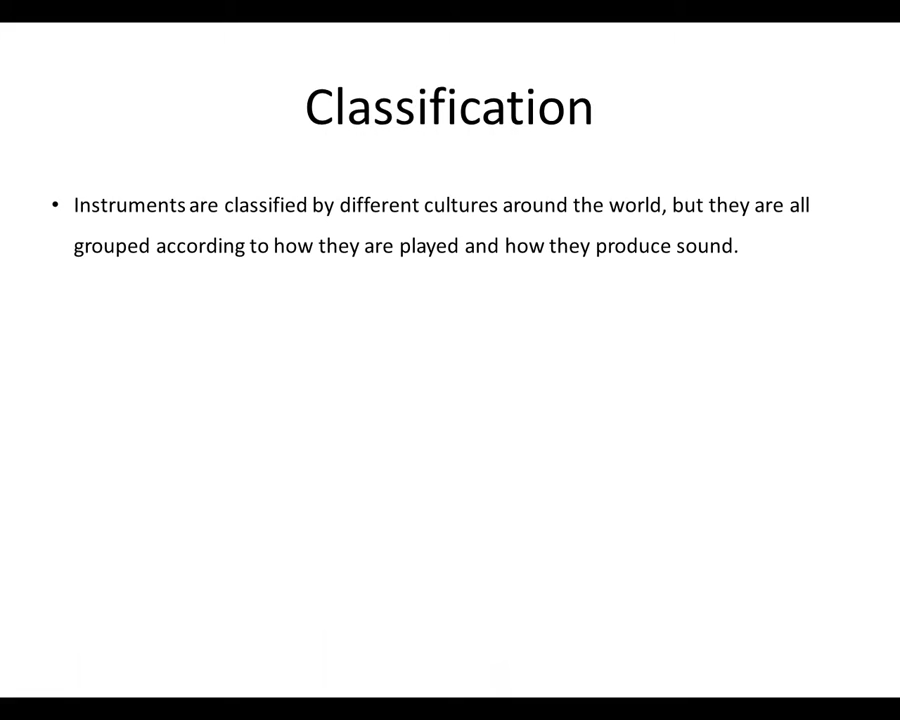 Classification
• Instruments are classified by different cultures around the world, but they are all
grouped according to how they are played and how they produce sound.